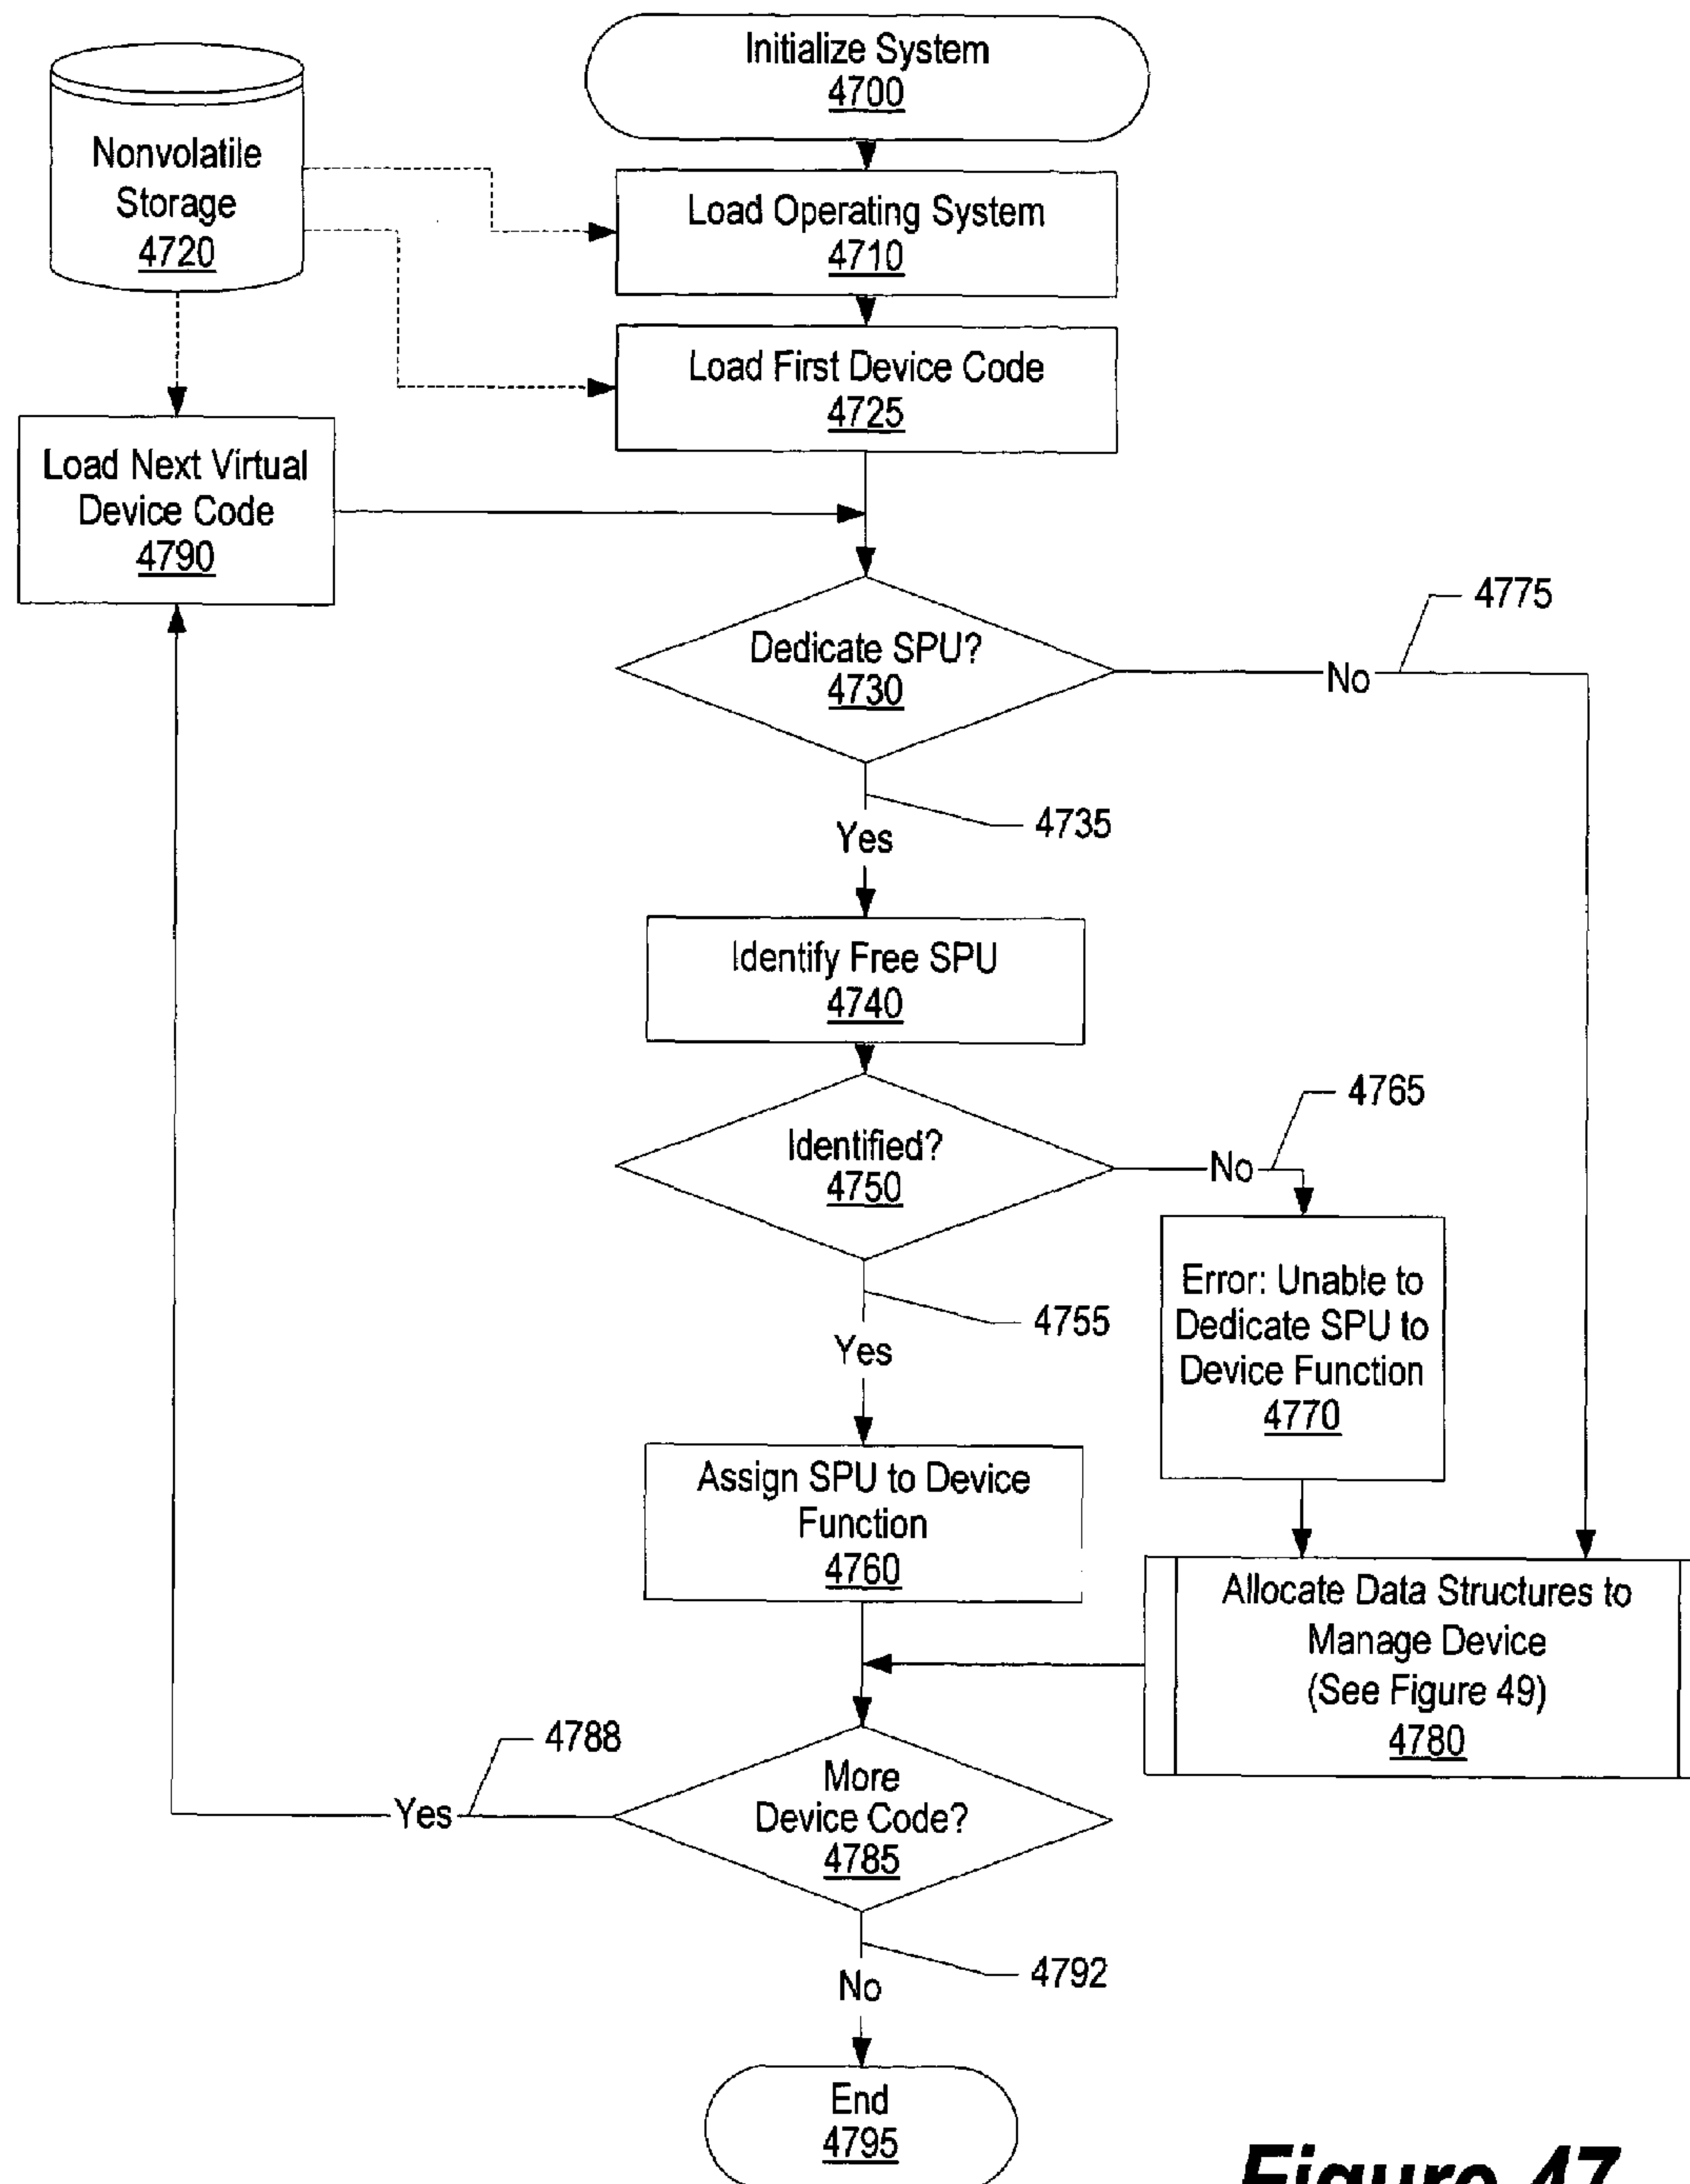 Initialize System
4700
Nonvolatile
Storage
4720
Load Operating System
4710
Load First Device Code
4725
Load Next Virtual
Device Code
4790
4775
Dedicate SPU?
4730
No
4735
Yes
Identify Free SPU
4740
4765
Identified?
4750
No
4755
Yes
Error: Unable to
Dedicate SPU to
Device Function
4770
Assign SPU to Device
Function
4760
Allocate Data Structures to
Manage Device
(See Figure 49)
4780
4788
Yes
More
Device Code?
4785
4792
No
End
4795
Figure 47